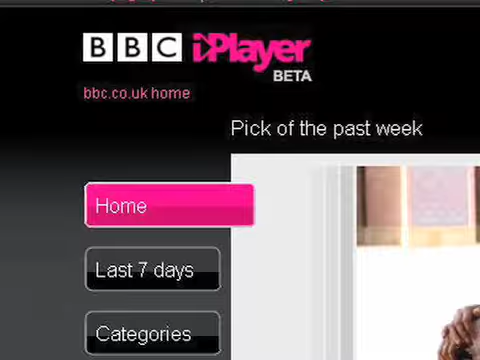 BBC iPlayer
BETA
bbc.co.uk home
Pick of the past week
Home
Last 7 days
Categories